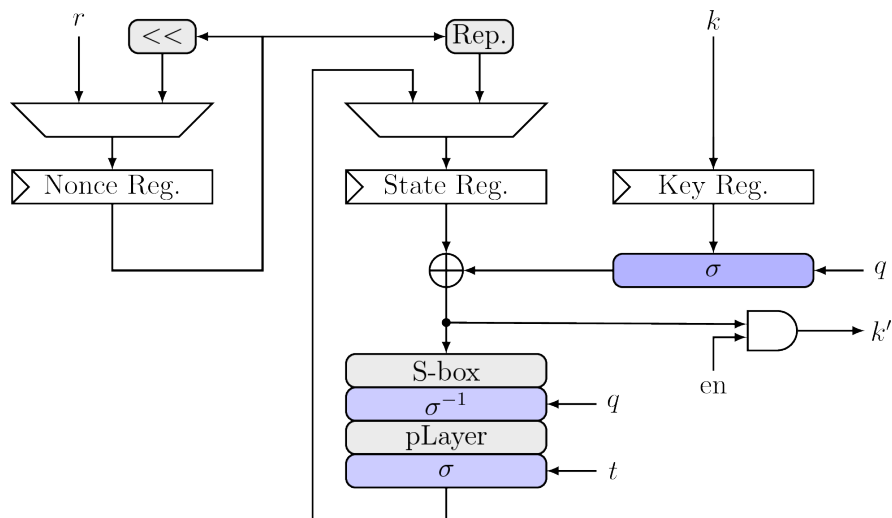 r
<<
Rep.
k
Nonce Reg.
State Reg.
Key Reg.
σ
q
k′
en
S-box
σ⁻¹
q
pLayer
σ
t